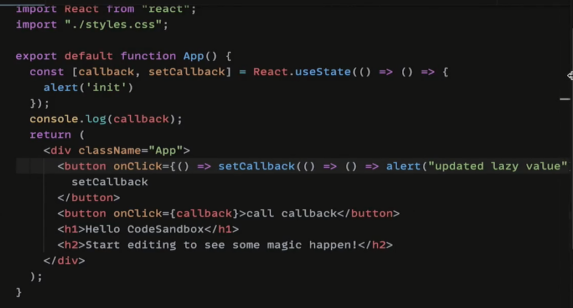 import React from "react";
import "./styles.css";
export default function App() {
const [callback, setCallback] = React.useState(() => () => {
alert('init')
});
console.log(callback);
return (
<div className="App">
<button onClick={() => setCallback(() => () => alert("updated lazy value"
setCallback
</button>
<button onClick={callback}>call callback</button>
<h1>Hello CodeSandbox</h1>
<h2>Start editing to see some magic happen!</h2>
</div>
);
}